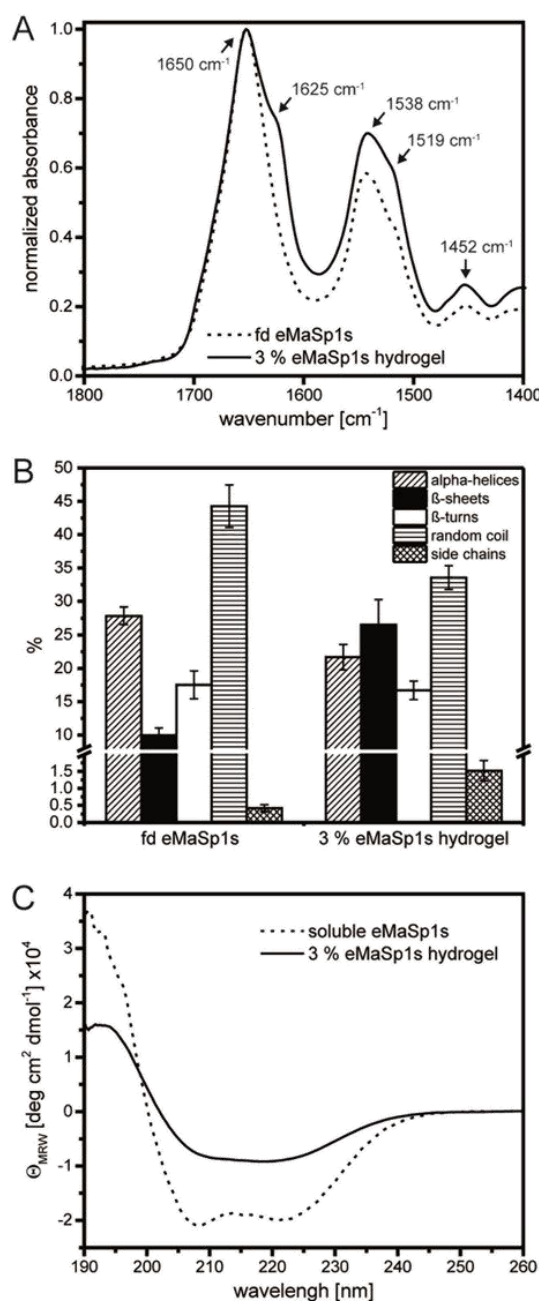 A
1650 cm⁻¹
1625 cm⁻¹
1538 cm⁻¹
1519 cm⁻¹
1452 cm⁻¹
normalized absorbance
1.0
0.8
0.6
0.4
0.2
0.0
fd eMaSp1s
3 % eMaSp1s hydrogel
1800 1700 1600 1500 1400
wavenumber [cm⁻¹]
B
50
45
40
35
30
25
20
15
10
1.5
1.0
0.5
0.0
%
alpha-helices
ß-sheets
ß-turns
random coil
side chains
fd eMaSp1s 3 % eMaSp1s hydrogel
C
4
3
2
1
0
-1
-2
ΘMRW [deg cm² dmol⁻¹] x10⁴
soluble eMaSp1s
3 % eMaSp1s hydrogel
190 200 210 220 230 240 250 260
wavelengh [nm]